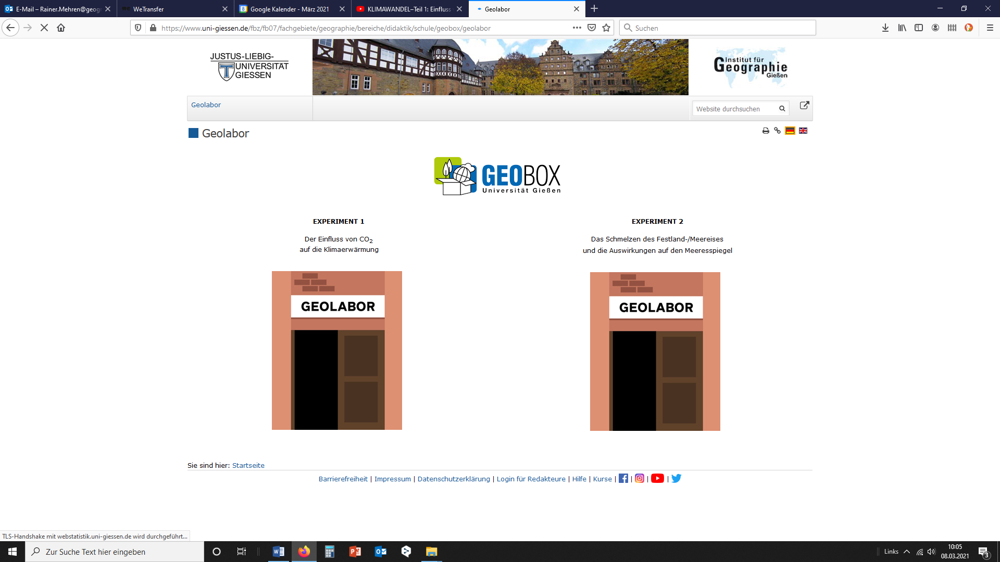 E-Mail – Rainer.Mehren@geogr
WeTransfer
Google Kalender - März 2021
KLIMAWANDEL–Teil 1: Einfluss
Geolabor
https://www.uni-giessen.de/fbz/fb07/fachgebiete/geographie/bereiche/didaktik/schule/geobox/geolabor
Suchen
JUSTUS-LIEBIG-
UNIVERSITÄT
GIESSEN
Institut für
Geographie
Gießen
Geolabor
Website durchsuchen
Geolabor
GEOBOX
Universität Gießen
EXPERIMENT 1
Der Einfluss von CO2
auf die Klimaerwärmung
GEOLABOR
EXPERIMENT 2
Das Schmelzen des Festland-/Meereises
und die Auswirkungen auf den Meeresspiegel
GEOLABOR
Sie sind hier: Startseite
Barrierefreiheit | Impressum | Datenschutzerklärung | Login für Redakteure | Hilfe | Kurse | | | |
TLS-Handshake mit webstatistik.uni-giessen.de wird durchgeführt...
Zur Suche Text hier eingeben
Links
10:05
08.03.2021
3